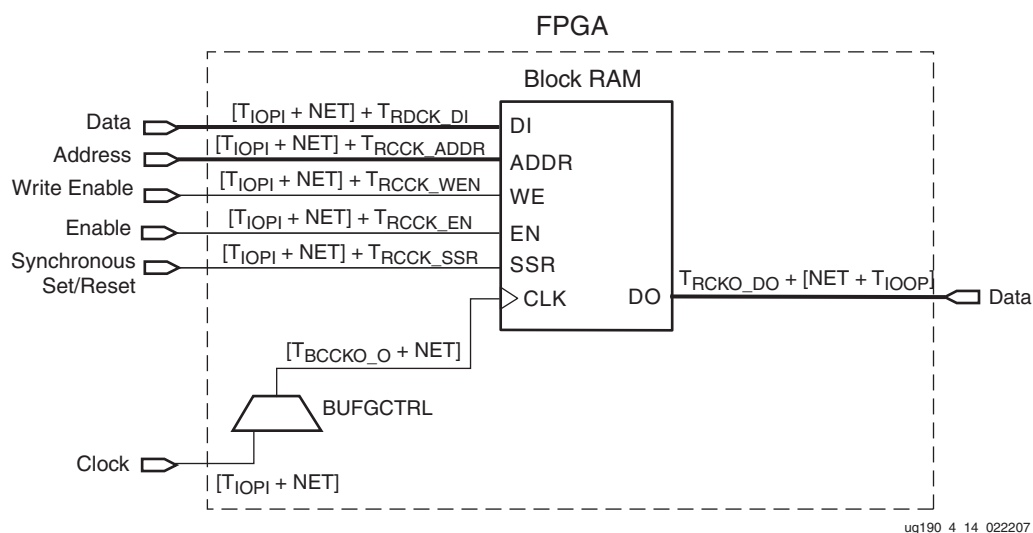 FPGA
Block RAM
Data
[TIOPI + NET] + TRDCK_DI
DI
Address
[TIOPI + NET] + TRCCK_ADDR
ADDR
Write Enable
[TIOPI + NET] + TRCCK_WEN
WE
Enable
[TIOPI + NET] + TRCCK_EN
EN
Synchronous
Set/Reset
[TIOPI + NET] + TRCCK_SSR
SSR
CLK
DO
TRCKO_DO + [NET + TIOOP]
Data
[TBCCKO_O + NET]
BUFGCTRL
Clock
[TIOPI + NET]
ug190_4_14_022207